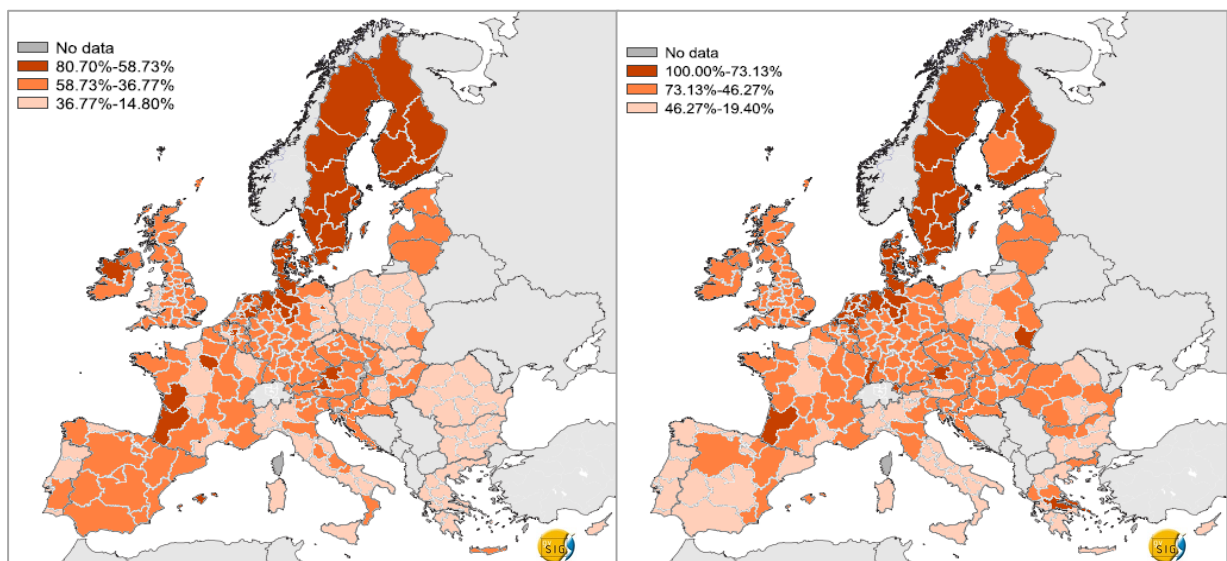 No data
80.70%-58.73%
58.73%-36.77%
36.77%-14.80%
No data
100.00%-73.13%
73.13%-46.27%
46.27%-19.40%
SIG
SIG